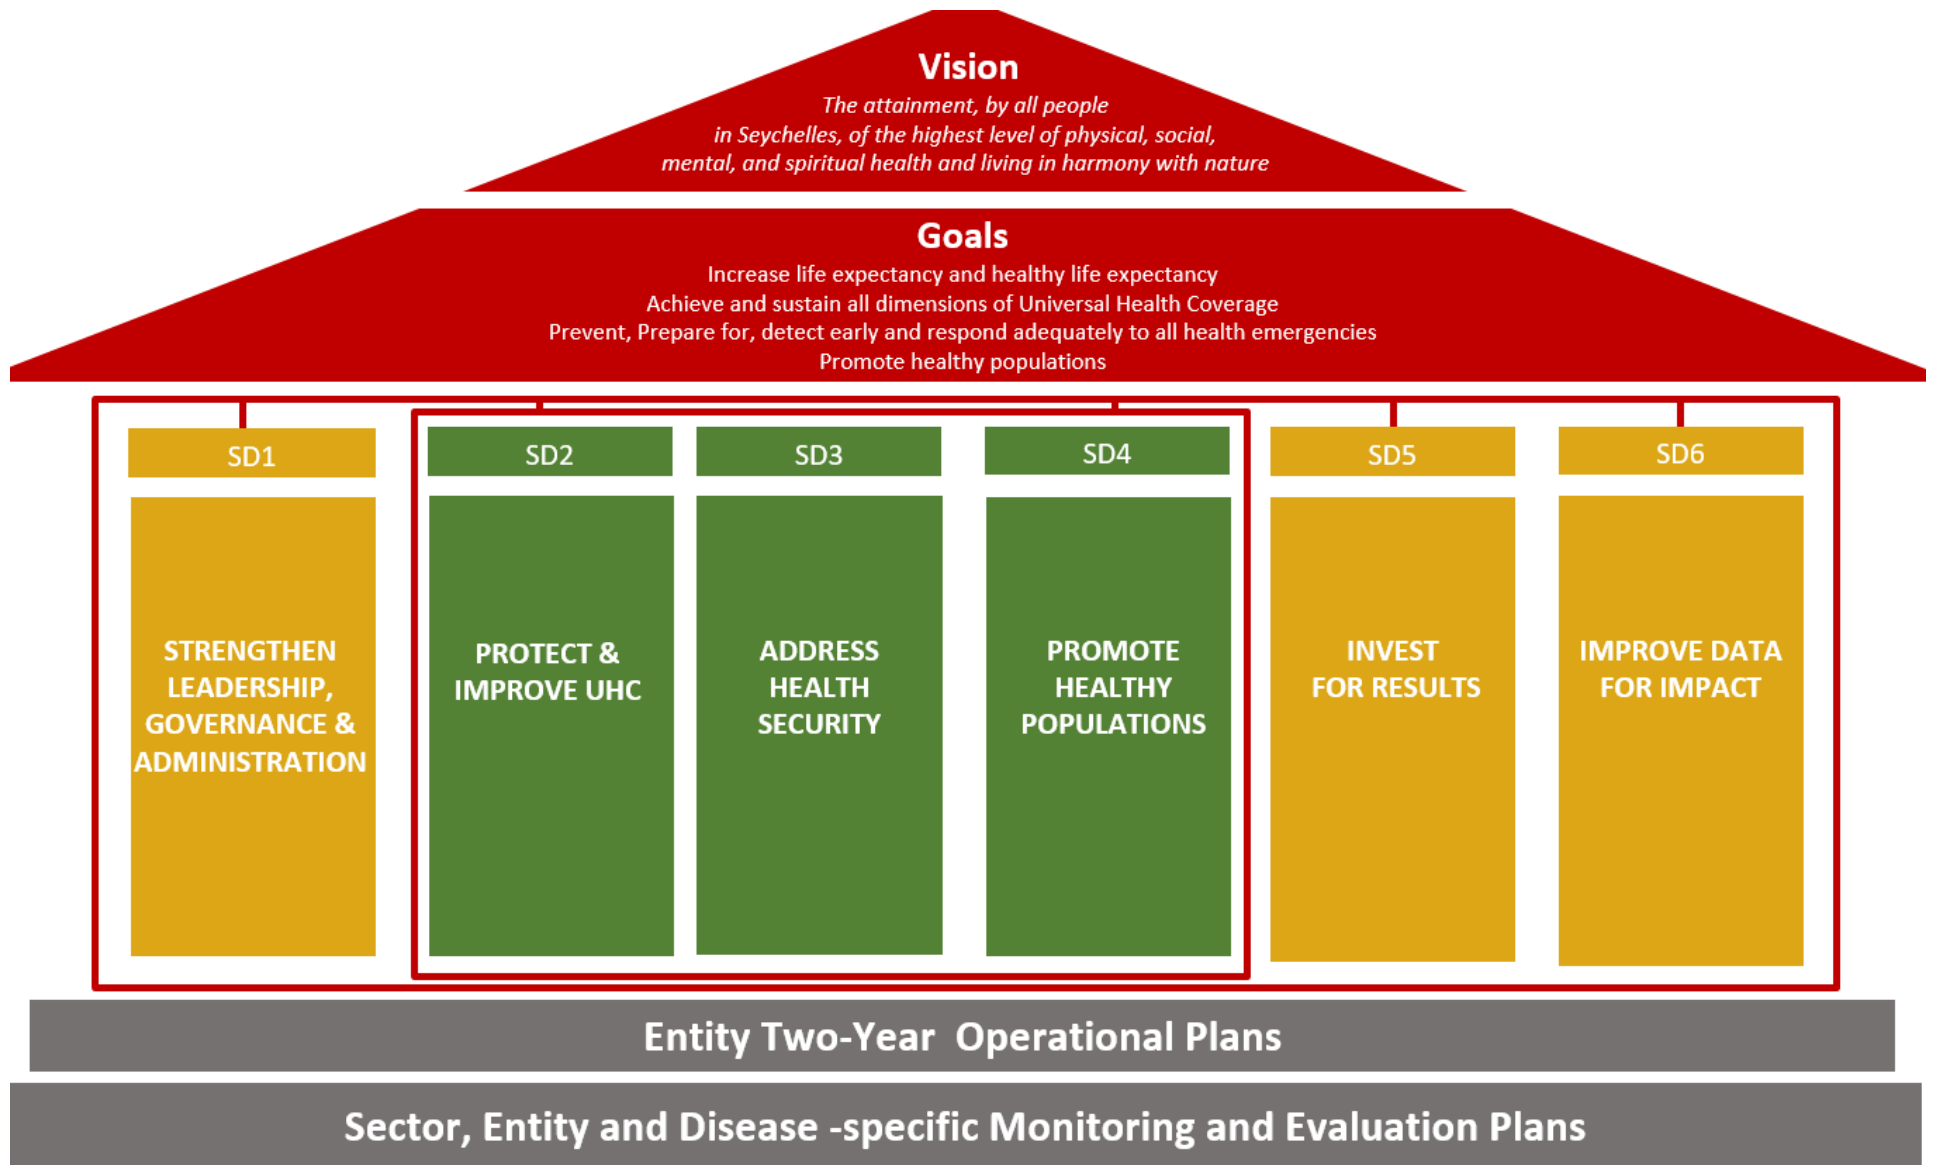 Vision
The attainment, by all people
in Seychelles, of the highest level of physical, social,
mental, and spiritual health and living in harmony with nature
Goals
Increase life expectancy and healthy life expectancy
Achieve and sustain all dimensions of Universal Health Coverage
Prevent, Prepare for, detect early and respond adequately to all health emergencies
Promote healthy populations
SD1
STRENGTHEN
LEADERSHIP,
GOVERNANCE &
ADMINISTRATION
SD2
PROTECT &
IMPROVE UHC
SD3
ADDRESS
HEALTH
SECURITY
SD4
PROMOTE
HEALTHY
POPULATIONS
SD5
INVEST
FOR RESULTS
SD6
IMPROVE DATA
FOR IMPACT
Entity Two-Year  Operational Plans
Sector, Entity and Disease -specific Monitoring and Evaluation Plans